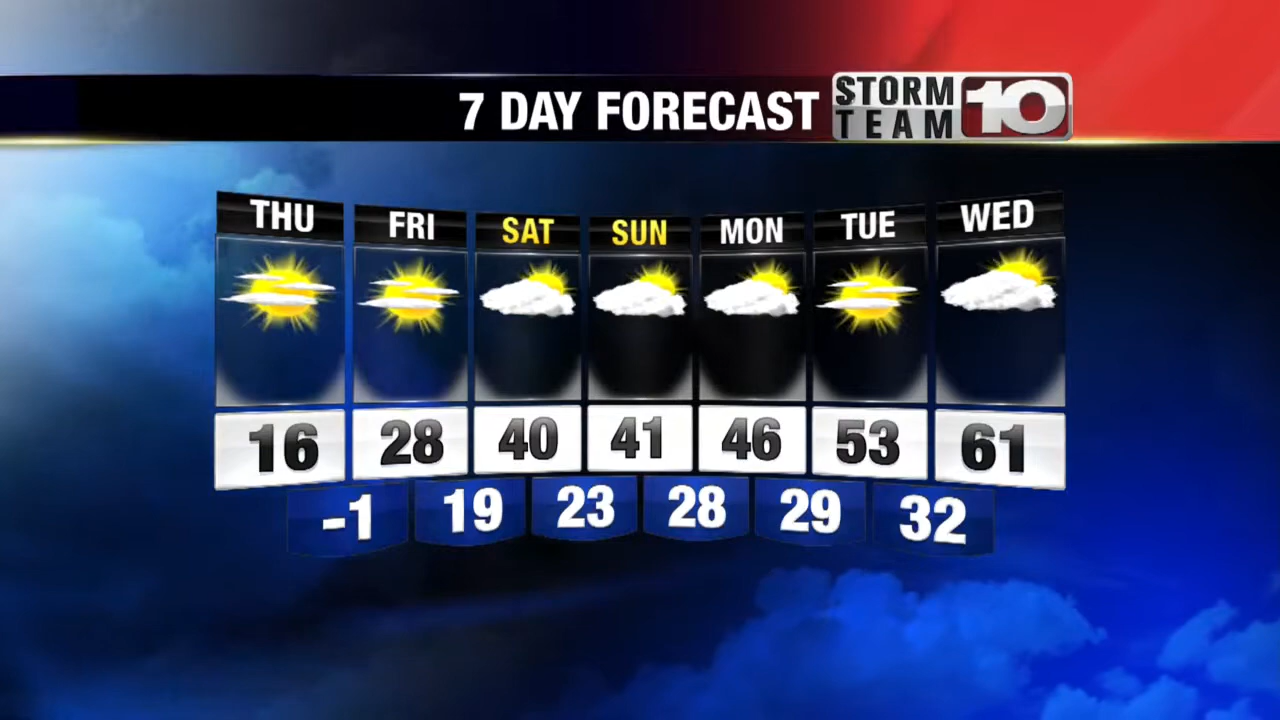 7 DAY FORECAST STORM TEAM 10
THU FRI SAT SUN MON TUE WED
16 28 40 41 46 53 61
-1 19 23 28 29 32